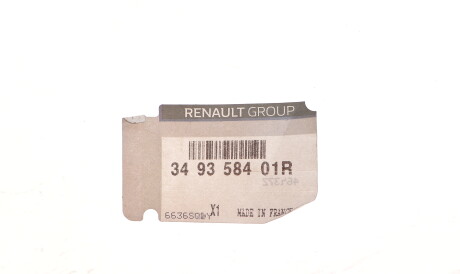 RENAULT GROUP
34 93 584 01R
X1 MADE IN FRANCE